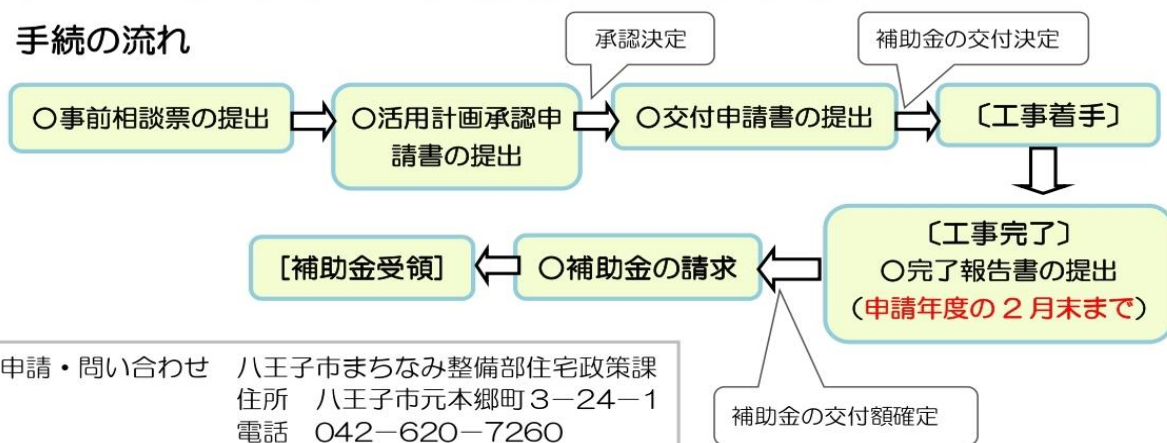 手続の流れ
承認決定
補助金の交付決定
〇事前相談票の提出
〇活用計画承認申
請書の提出
〇交付申請書の提出
〔工事着手〕
〔工事完了〕
〇完了報告書の提出
(申請年度の2月末まで)
〇補助金の請求
[補助金受領]
補助金の交付額確定
申請・問い合わせ 八王子市まちなみ整備部住宅政策課
住所 八王子市元本郷町3-24-1
電話 042-620-7260